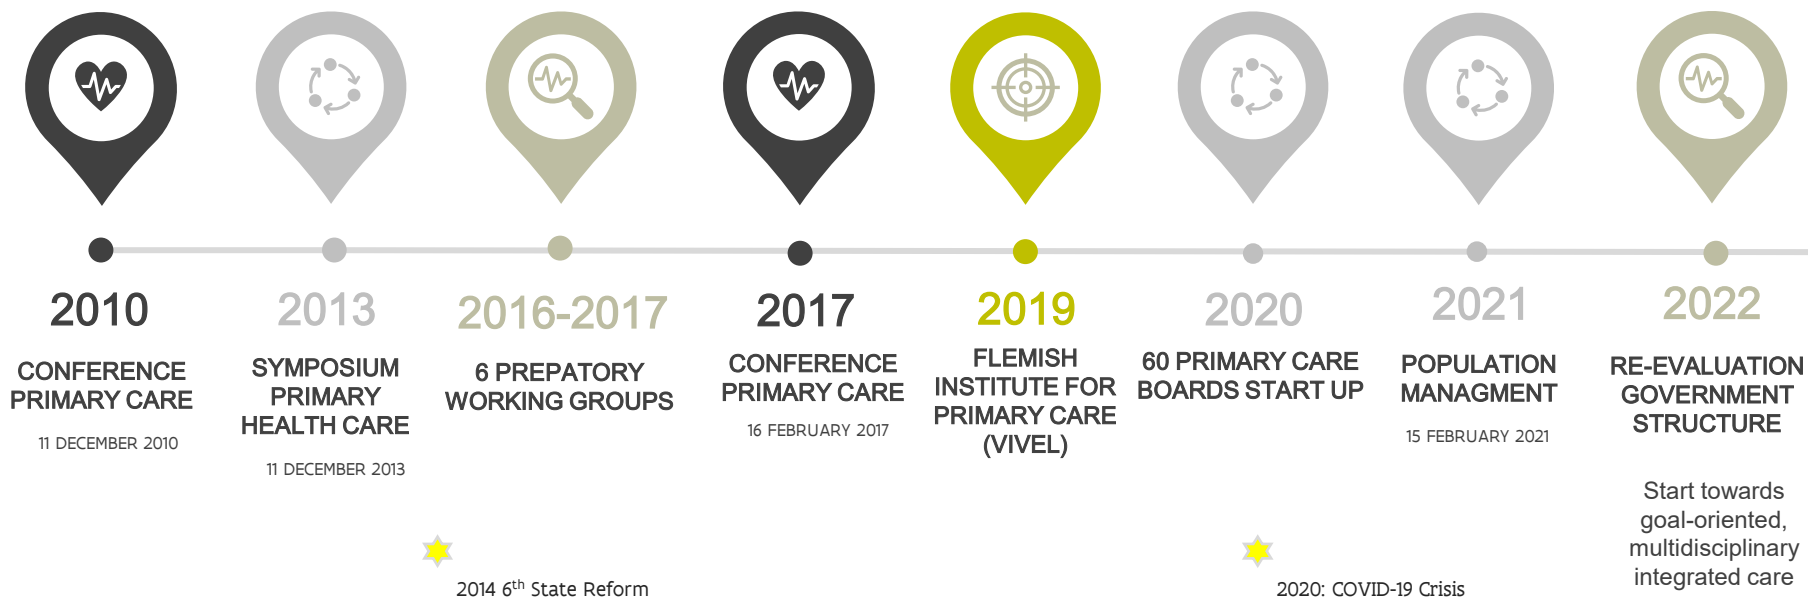 2010
CONFERENCE
PRIMARY CARE
11 DECEMBER 2010
2013
SYMPOSIUM
PRIMARY
HEALTH CARE
11 DECEMBER 2013
2016-2017
6 PREPATORY
WORKING GROUPS
2017
CONFERENCE
PRIMARY CARE
16 FEBRUARY 2017
2019
FLEMISH
INSTITUTE FOR
PRIMARY CARE
(VIVEL)
2020
60 PRIMARY CARE
BOARDS START UP
2021
POPULATION
MANAGMENT
15 FEBRUARY 2021
2022
RE-EVALUATION
GOVERNMENT
STRUCTURE
Start towards
goal-oriented,
multidisciplinary
integrated care
2014 6th State Reform
2020: COVID-19 Crisis